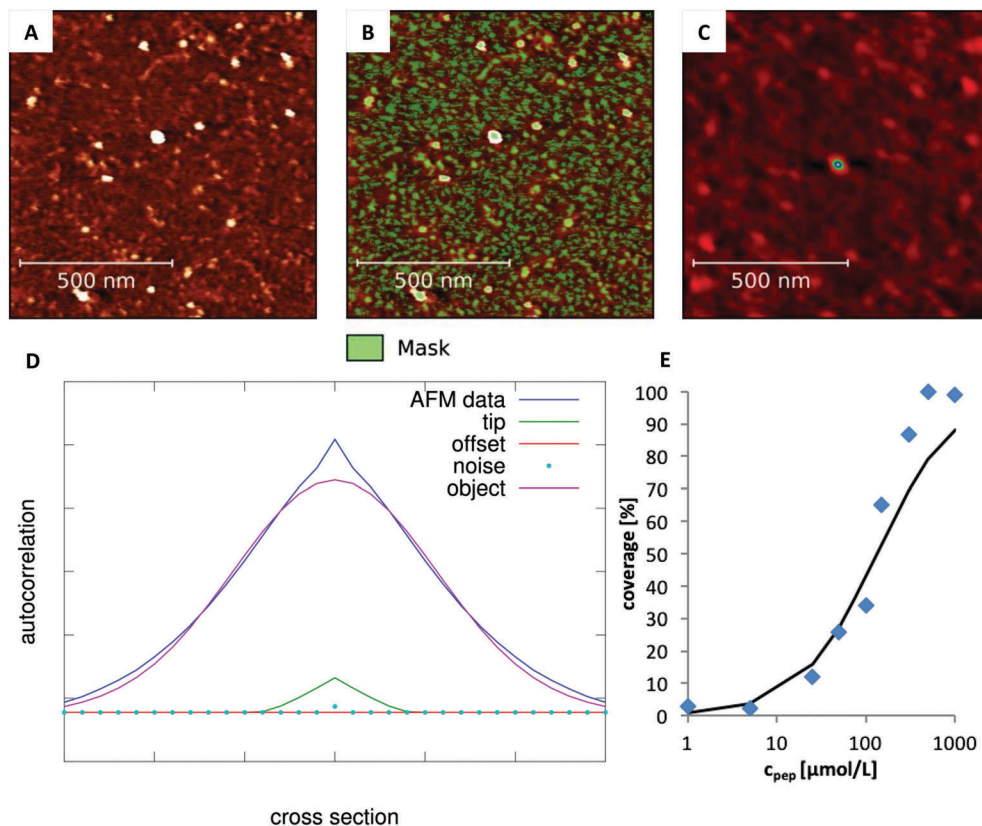 A
B
C
500 nm
500 nm
500 nm
Mask
D
AFM data
tip
offset
noise
object
autocorrelation
cross section
E
100
90
80
70
60
50
40
30
20
10
0
coverage [%]
1
10
100
1000
cpep [µmol/L]